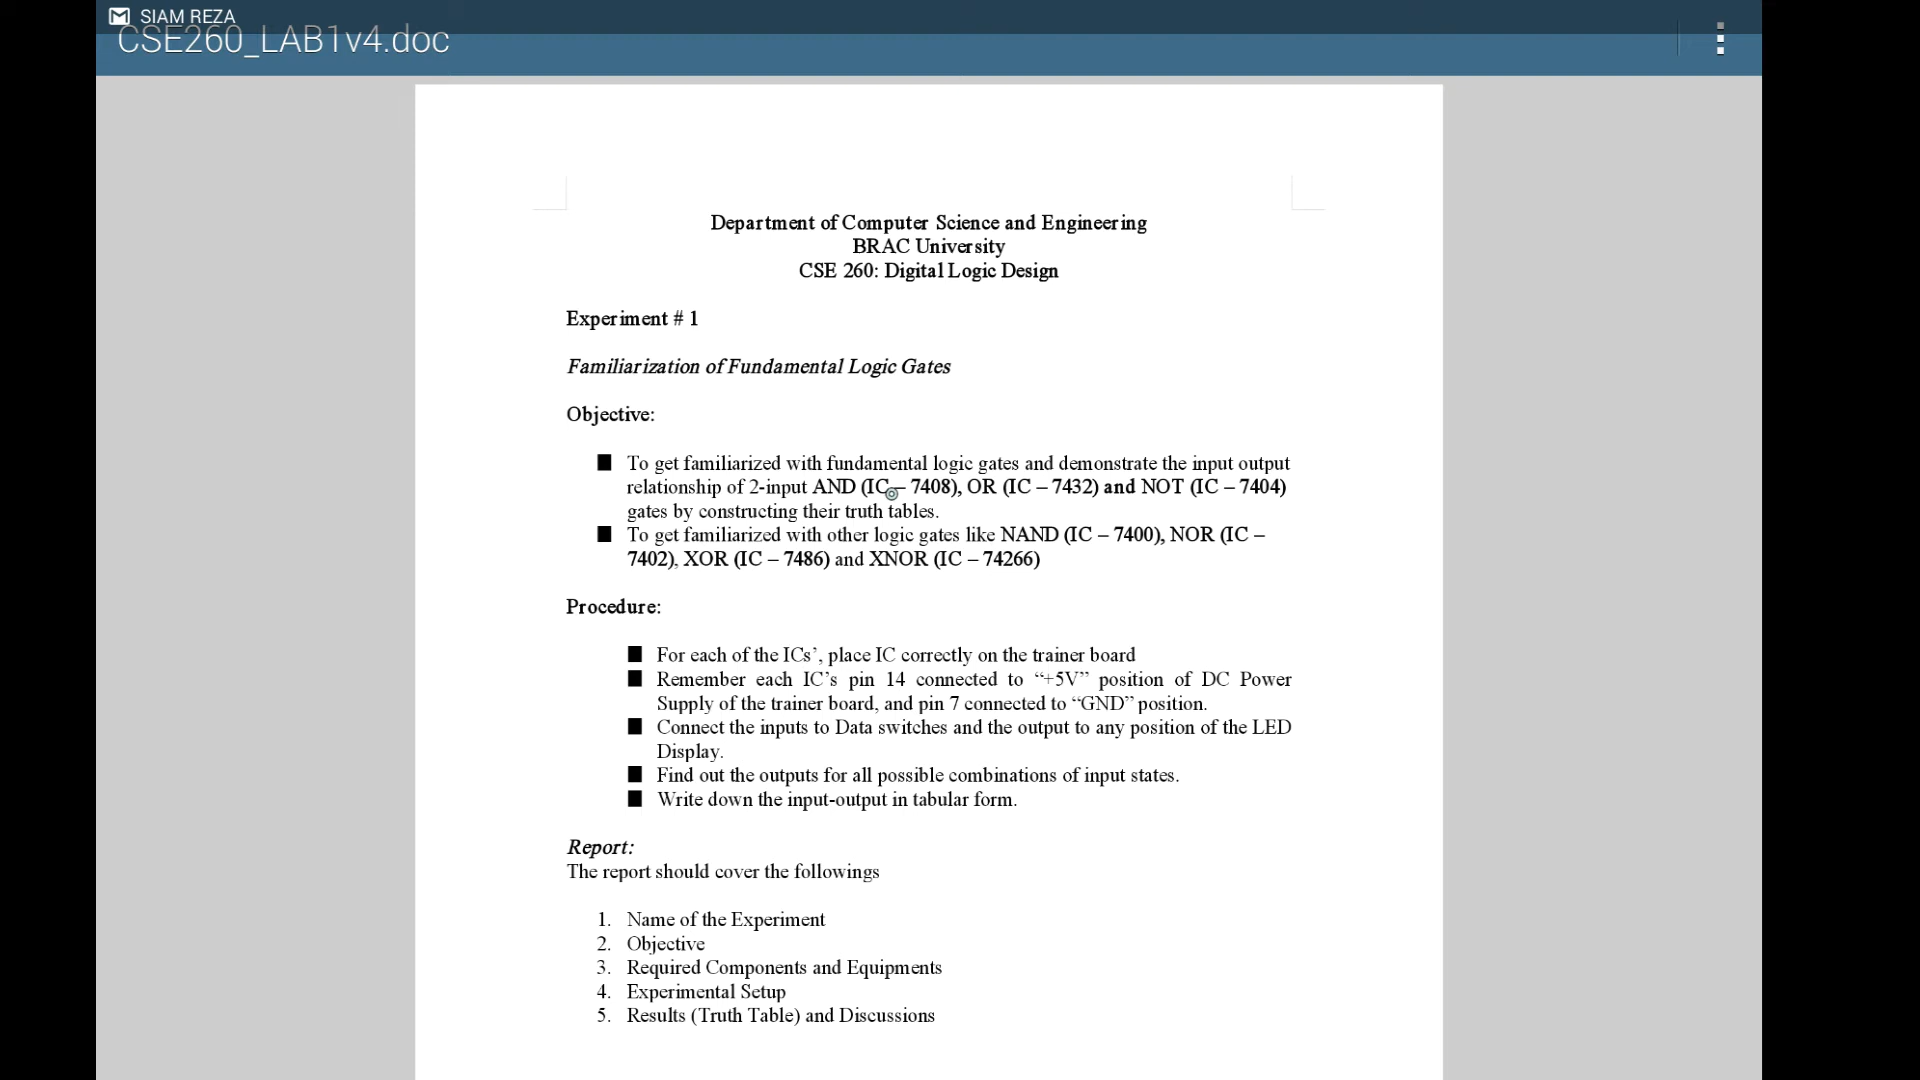 SIAM REZA
CSE260_LAB1v4.doc
Department of Computer Science and Engineering
BRAC University
CSE 260: Digital Logic Design
Experiment # 1
Familiarization of Fundamental Logic Gates
Objective:
To get familiarized with fundamental logic gates and demonstrate the input output
relationship of 2-input AND (IC – 7408), OR (IC – 7432) and NOT (IC – 7404)
gates by constructing their truth tables.
To get familiarized with other logic gates like NAND (IC – 7400), NOR (IC –
7402), XOR (IC – 7486) and XNOR (IC – 74266)
Procedure:
For each of the ICs’, place IC correctly on the trainer board
Remember each IC’s pin 14 connected to “+5V” position of DC Power
Supply of the trainer board, and pin 7 connected to “GND” position.
Connect the inputs to Data switches and the output to any position of the LED
Display.
Find out the outputs for all possible combinations of input states.
Write down the input-output in tabular form.
Report:
The report should cover the followings
1. Name of the Experiment
2. Objective
3. Required Components and Equipments
4. Experimental Setup
5. Results (Truth Table) and Discussions